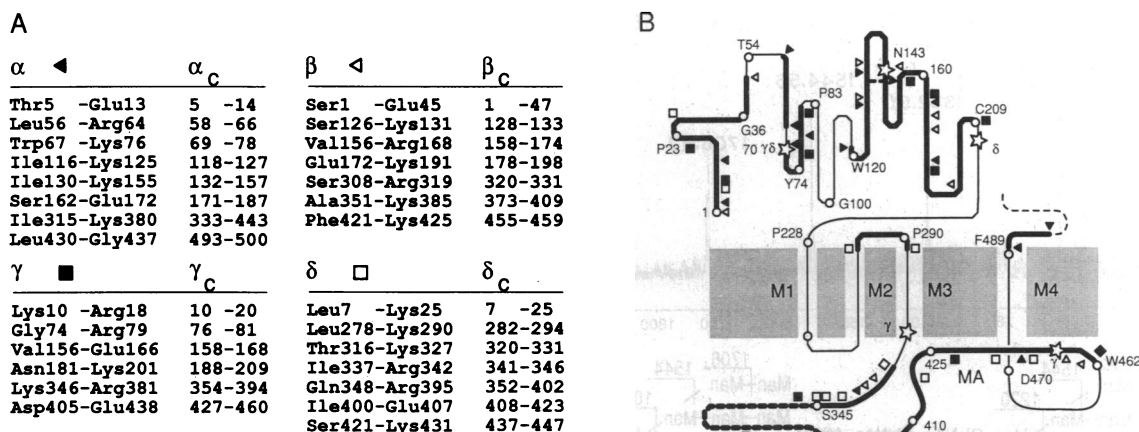 A
α ◀ α C
Thr5 -Glu13 5 -14
Leu56 -Arg64 58 -66
Trp67 -Lys76 69 -78
Ile116-Lys125 118-127
Ile130-Lys155 132-157
Ser162-Glu172 171-187
Ile315-Lys380 333-443
Leu430-Gly437 493-500
β ◁ β C
Ser1 -Glu45 1 -47
Ser126-Lys131 128-133
Val156-Arg168 158-174
Glu172-Lys191 178-198
Ser308-Arg319 320-331
Ala351-Lys385 373-409
Phe421-Lys425 455-459
γ ■ γ C
Lys10 -Arg18 10 -20
Gly74 -Arg79 76 -81
Val156-Glu166 158-168
Asn181-Lys201 188-209
Lys346-Arg381 354-394
Asp405-Glu438 427-460
δ □ δ C
Leu7 -Lys25 7 -25
Leu278-Lys290 282-294
Thr316-Lys327 320-331
Ile337-Arg342 341-346
Gln348-Arg395 352-402
Ile400-Glu407 408-423
Ser421-Lys431 437-447
B
T54
N143
160
P83
C209
G36
P23
70 γδ
W120
δ
Y74
1
G100
P228
P290
F489
M1
M2
M3
M4
γ
425
γ
W462
MA
D470
S345
410